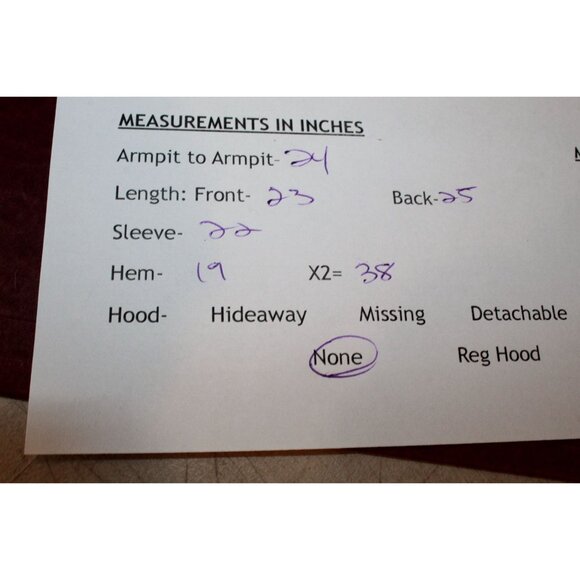 MEASUREMENTS IN INCHES
Armpit to Armpit- 24
Length: Front- 23 Back-25
Sleeve- 22
Hem- 19 X2= 38
Hood- Hideaway Missing Detachable
None Reg Hood